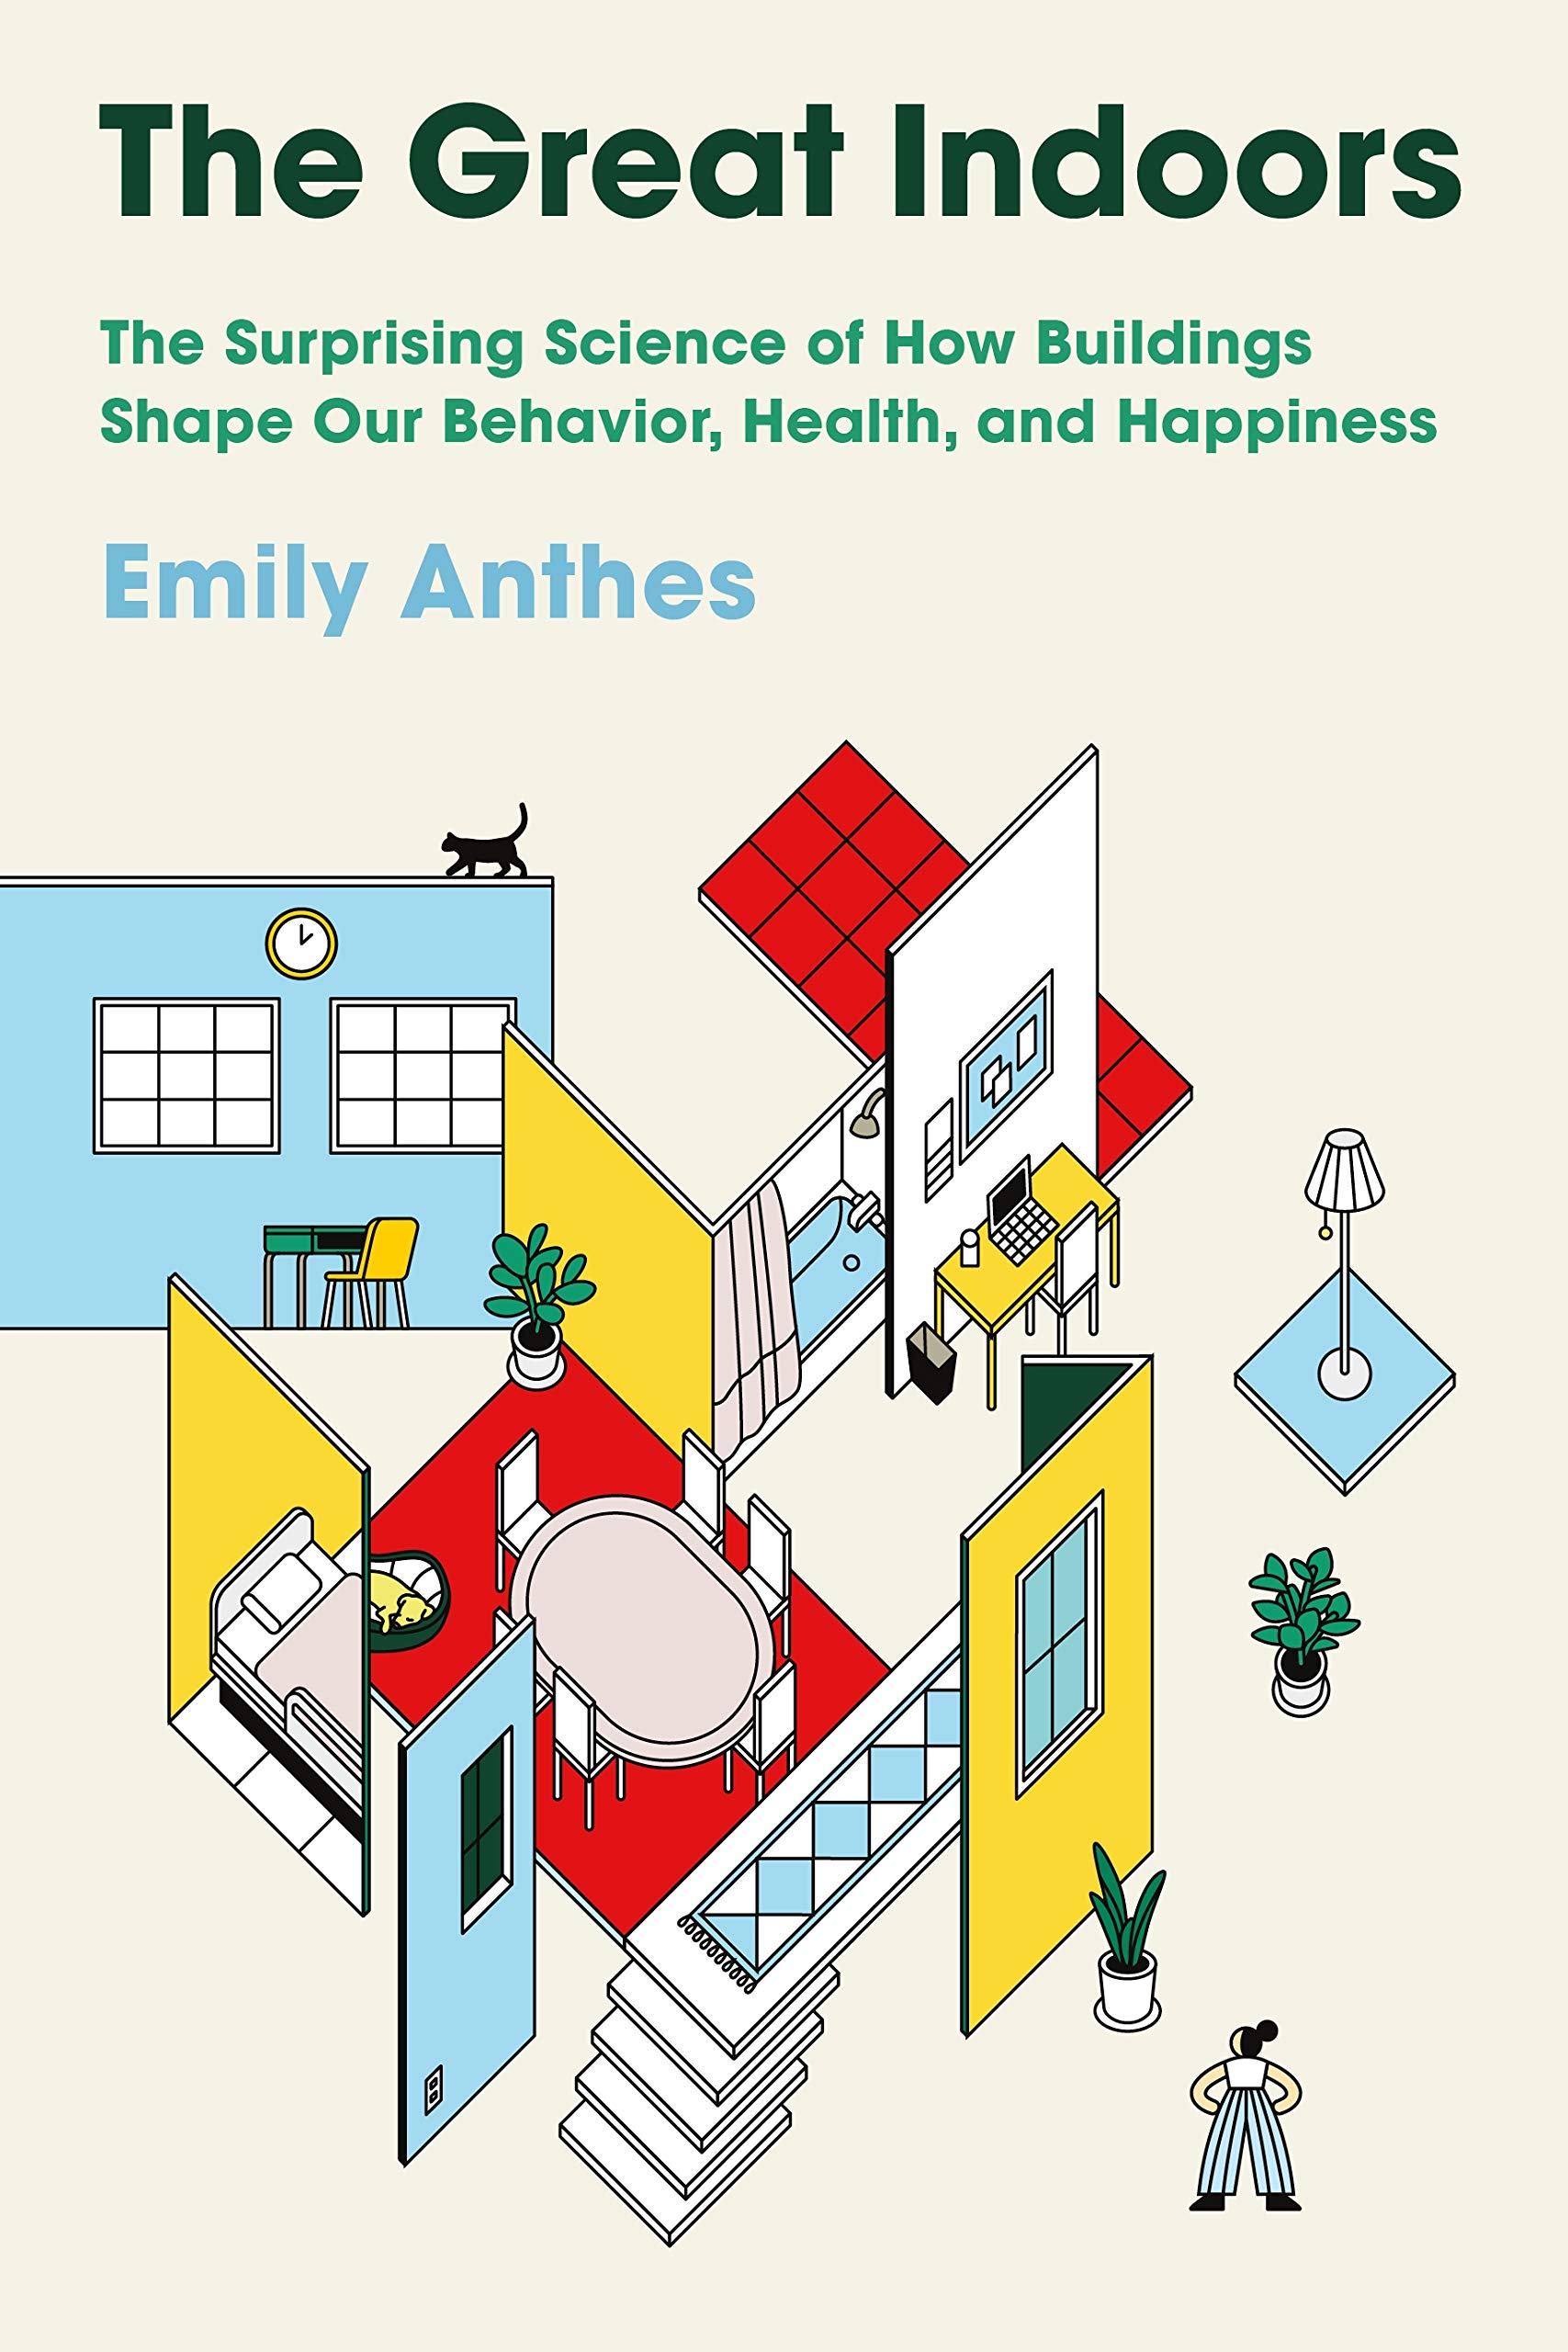 The Great Indoors
The Surprising Science of How Buildings
Shape Our Behavior, Health, and Happiness
Emily Anthes